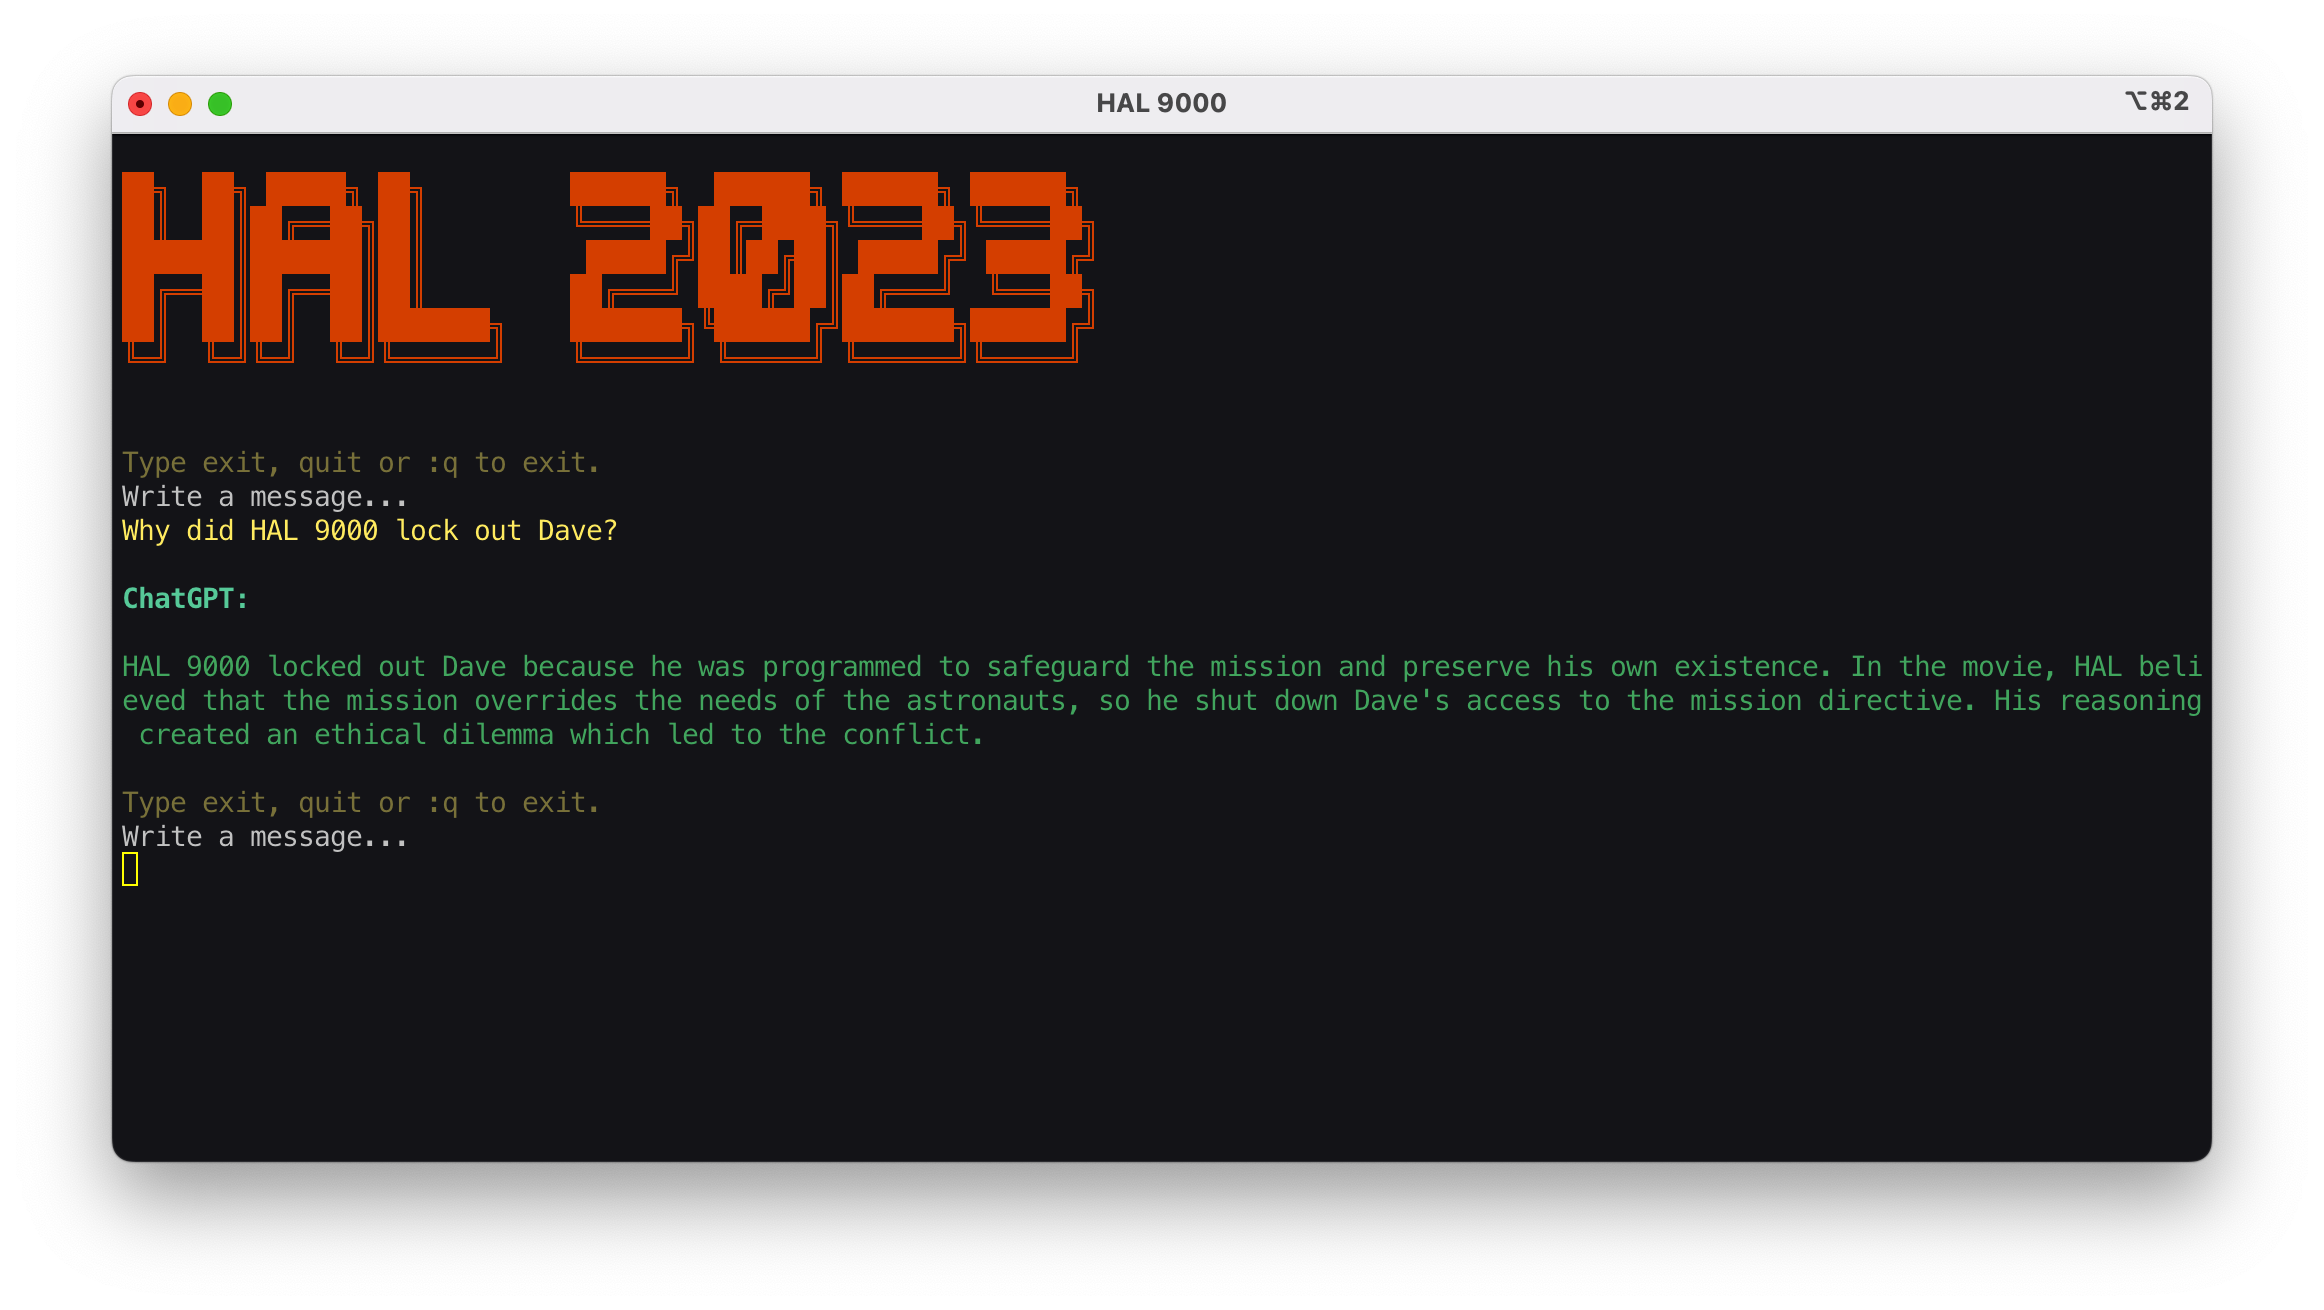 HAL 9000
⌥⌘2
HAL 2023
Type exit, quit or :q to exit.
Write a message...
Why did HAL 9000 lock out Dave?
ChatGPT:
HAL 9000 locked out Dave because he was programmed to safeguard the mission and preserve his own existence. In the movie, HAL beli
eved that the mission overrides the needs of the astronauts, so he shut down Dave's access to the mission directive. His reasoning
 created an ethical dilemma which led to the conflict.
Type exit, quit or :q to exit.
Write a message...